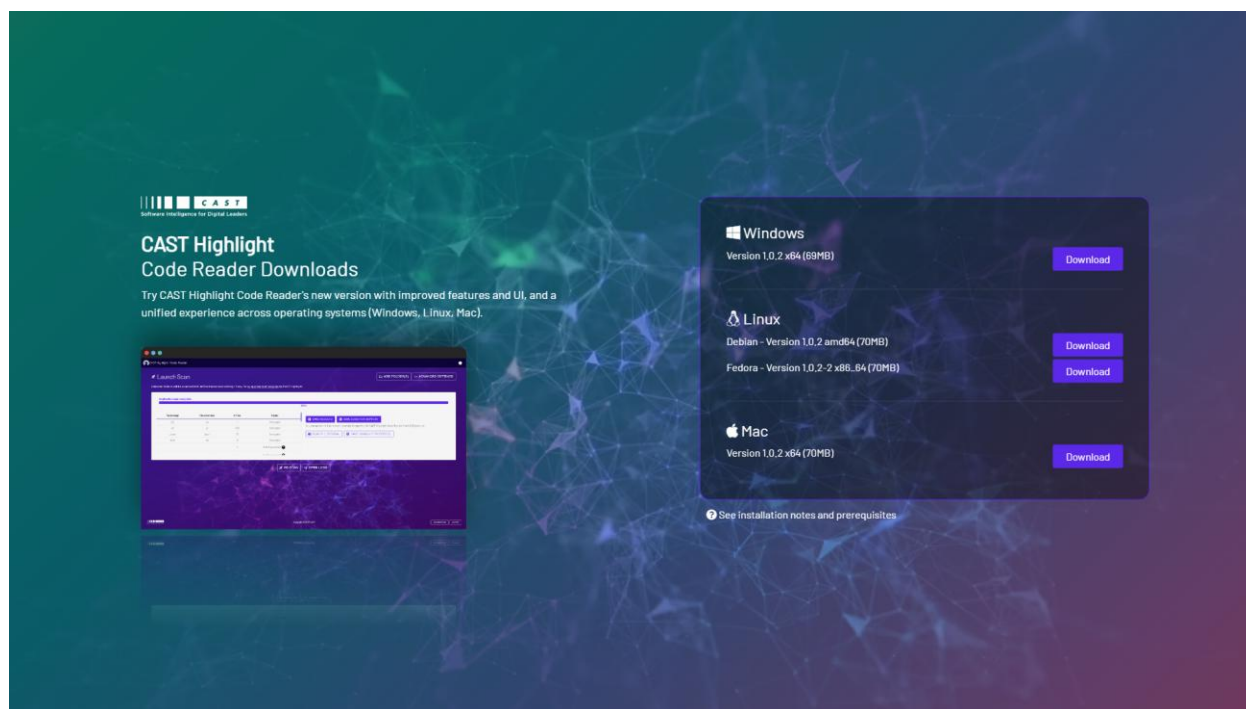 CAST
Software Intelligence for Digital Leaders
CAST Highlight
Code Reader Downloads
Try CAST Highlight Code Reader's new version with improved features and UI, and a
unified experience across operating systems (Windows, Linux, Mac).
Launch Scan
Windows
Version 1.0.2 x64 (69MB)
Download
Linux
Debian - Version 1.0.2 amd64 (70MB)
Download
Fedora - Version 1.0.2-2 x86_64 (70MB)
Download
Mac
Version 1.0.2 x64 (70MB)
Download
See installation notes and prerequisites